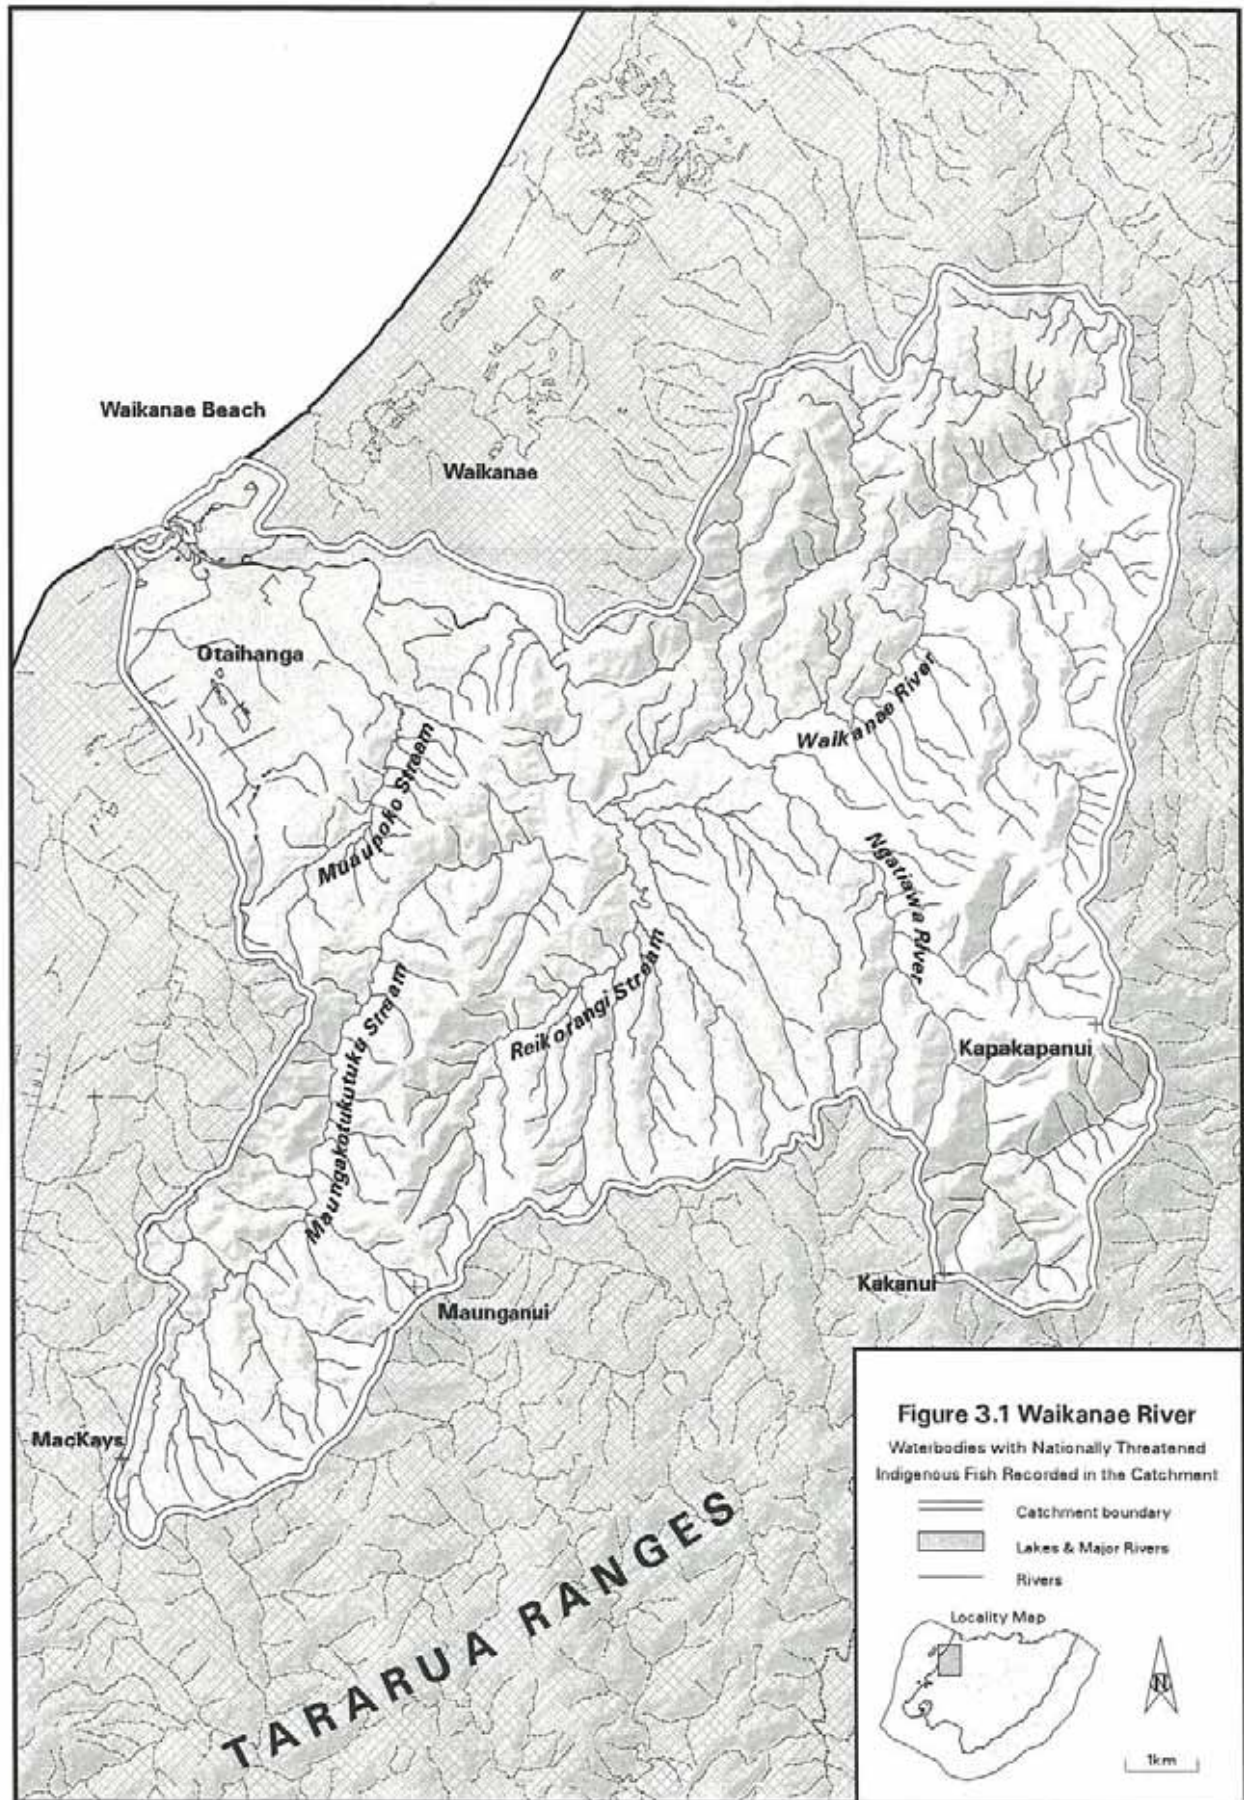 Waikanae Beach
Waikanae
Otaihanga
Waikanae River
Muaupoko Stream
Ngatiawa River
Maungakotukutuku Stream
Reikorangi Stream
Kapakapanui
Kakanui
Maunganui
MacKays
TARARUA RANGES
Figure 3.1 Waikanae River
Waterbodies with Nationally Threatened
Indigenous Fish Recorded in the Catchment
Catchment boundary
Lakes & Major Rivers
Rivers
Locality Map
N
1km